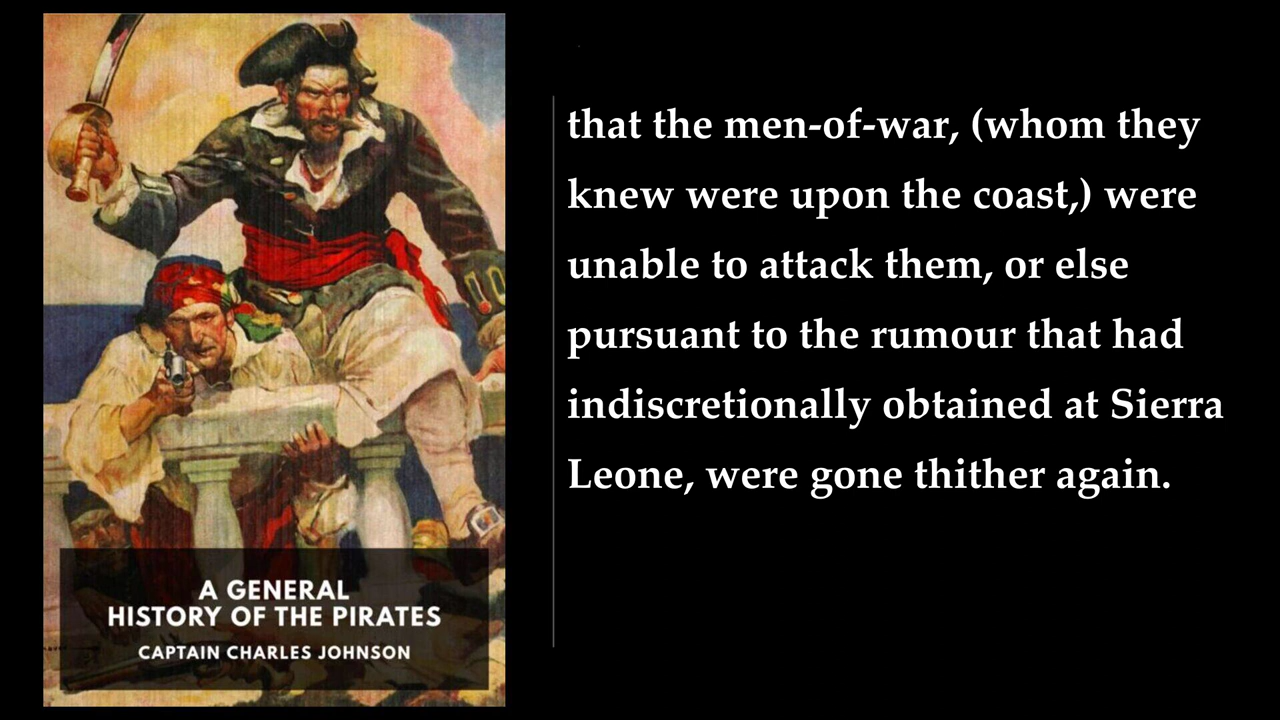 A GENERAL
HISTORY OF THE PIRATES
CAPTAIN CHARLES JOHNSON
that the men-of-war, (whom they
knew were upon the coast,) were
unable to attack them, or else
pursuant to the rumour that had
indiscretionally obtained at Sierra
Leone, were gone thither again.